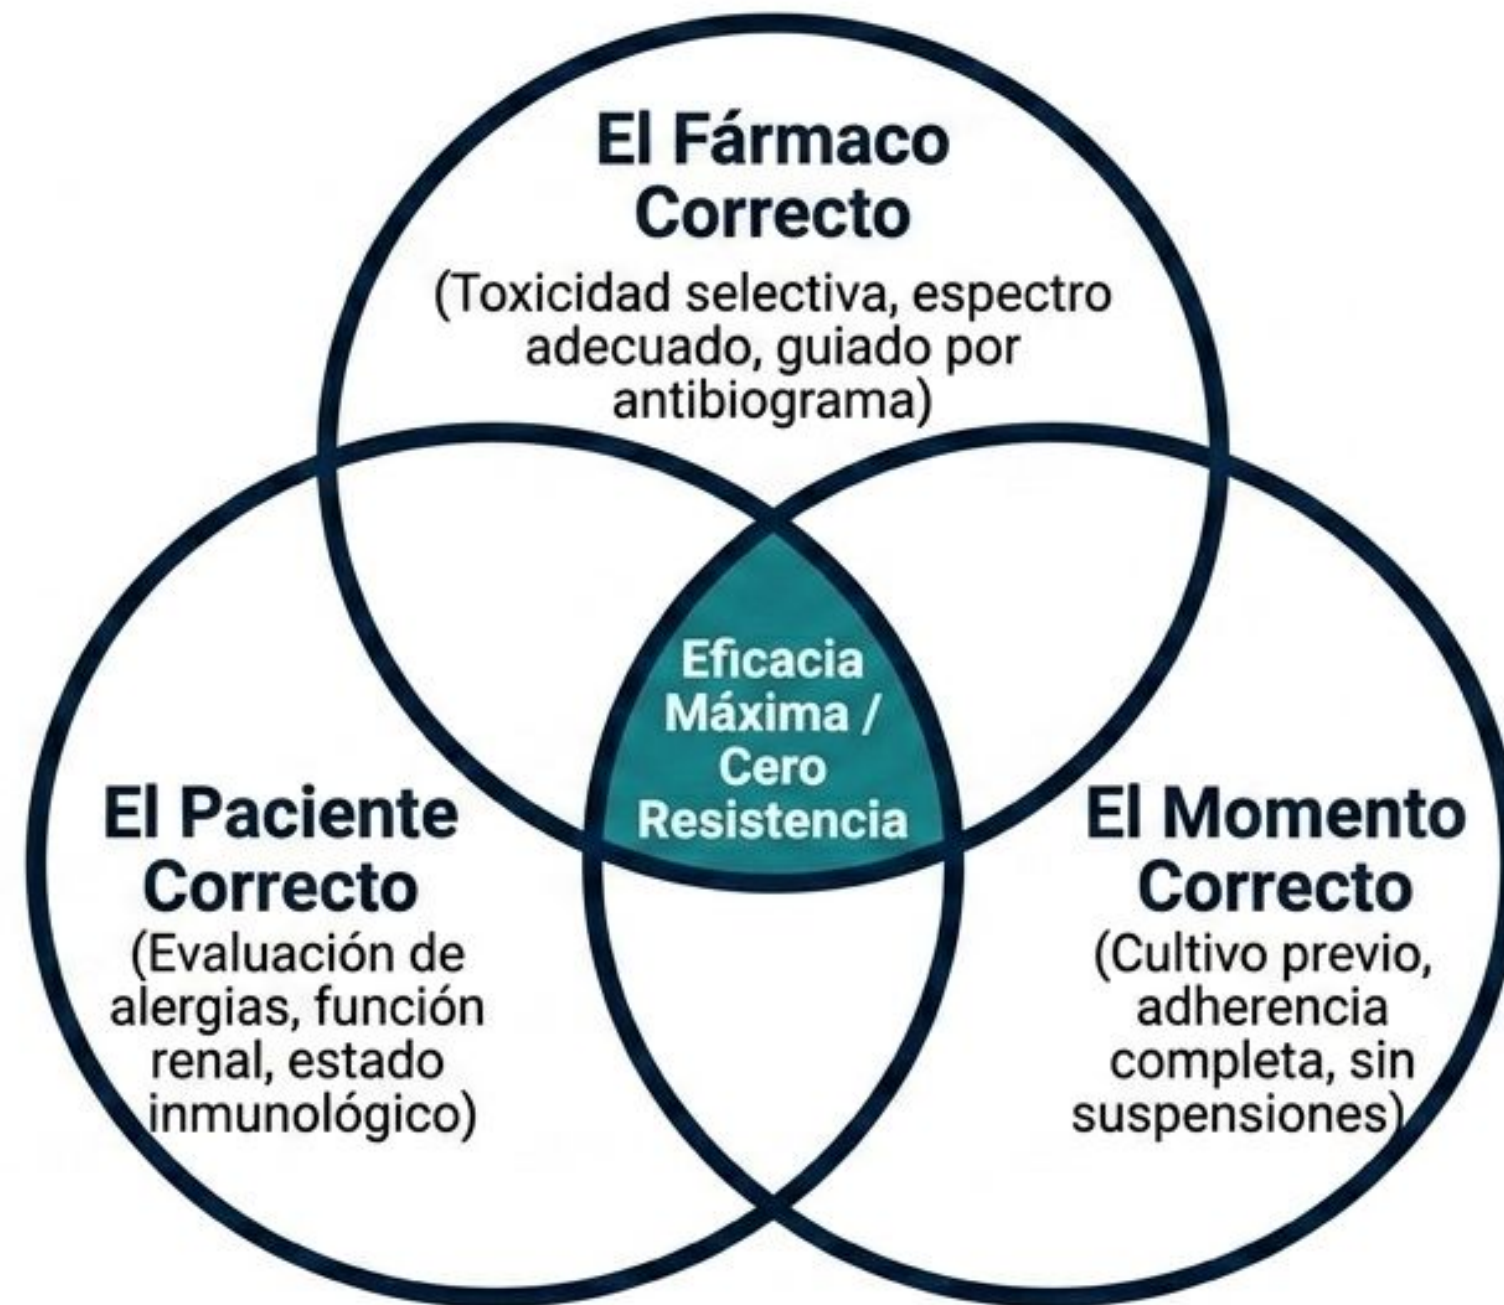 El Fármaco
Correcto
(Toxicidad selectiva, espectro
adecuado, guiado por
antibiograma)
Eficacia
Máxima /
Cero
Resistencia
El Paciente
Correcto
(Evaluación de
alergias, función
renal, estado
inmunológico)
El Momento
Correcto
(Cultivo previo,
adherencia
completa, sin
suspensiones)